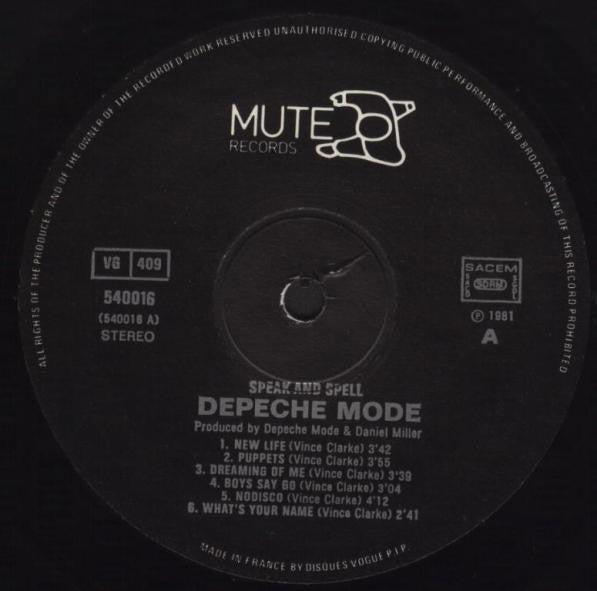 ALL RIGHTS OF THE PRODUCER AND OF THE OWNER OF THE RECORDED WORK RESERVED UNAUTHORISED COPYING PUBLIC PERFORMANCE AND BROADCASTING OF THIS RECORD PROHIBITED
MUTE
RECORDS
VG 409
540016
(540016 A)
STEREO
SACEM
SACD SDRM SGDL
℗ 1981
A
SPEAK AND SPELL
DEPECHE MODE
Produced by Depeche Mode & Daniel Miller
1. NEW LIFE (Vince Clarke) 3'42
2. PUPPETS (Vince Clarke) 3'55
3. DREAMING OF ME (Vince Clarke) 3'39
4. BOYS SAY GO (Vince Clarke) 3'04
5. NODISCO (Vince Clarke) 4'12
6. WHAT'S YOUR NAME (Vince Clarke) 2'41
MADE IN FRANCE BY DISQUES VOGUE P.I.P.